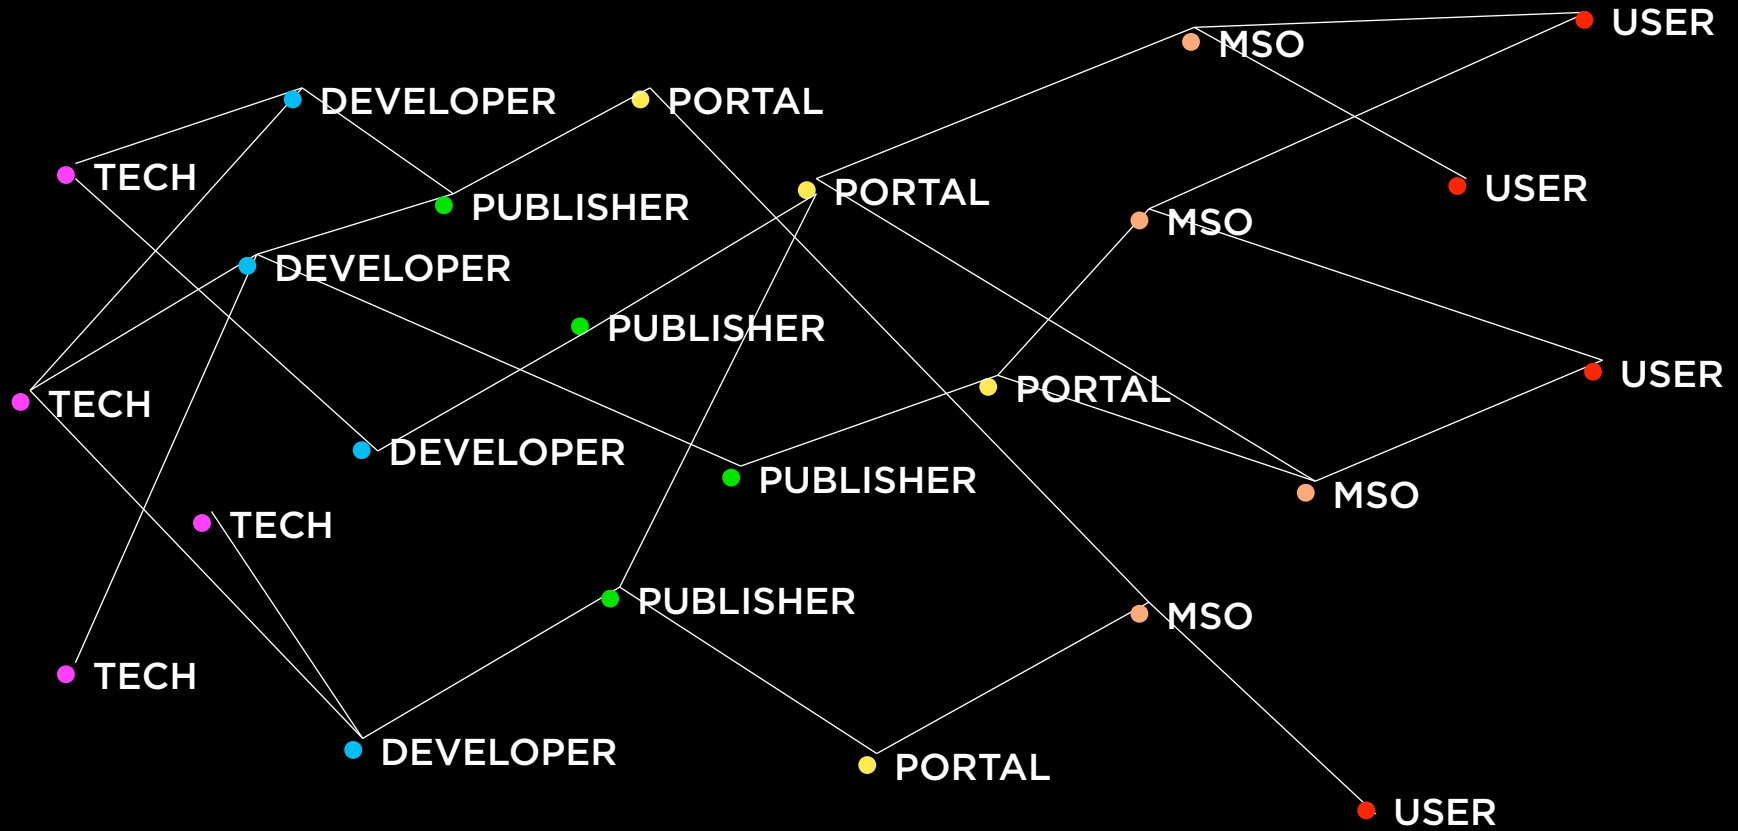 USER
MSO
DEVELOPER
PORTAL
TECH
USER
PORTAL
PUBLISHER
MSO
DEVELOPER
PUBLISHER
USER
PORTAL
TECH
DEVELOPER
PUBLISHER
MSO
TECH
PUBLISHER
MSO
TECH
DEVELOPER
PORTAL
USER